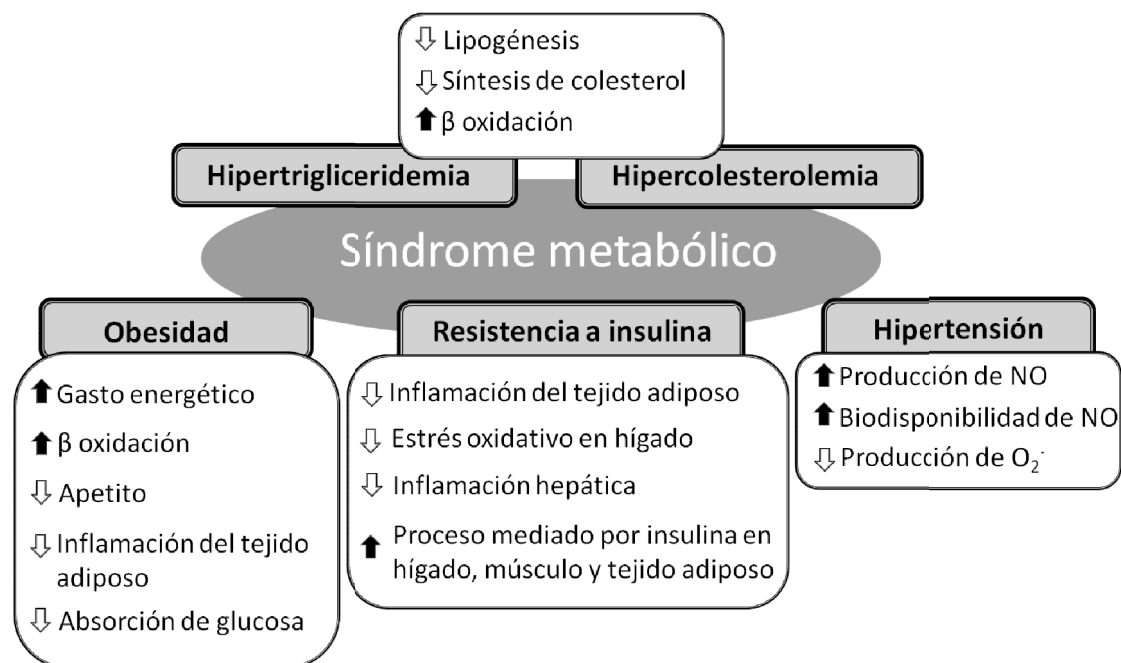 Lipogénesis
Síntesis de colesterol
β oxidación
Hipertrigliceridemia
Hipercolesterolemia
Síndrome metabólico
Obesidad
Gasto energético
β oxidación
Apetito
Inflamación del tejido
adiposo
Absorción de glucosa
Resistencia a insulina
Inflamación del tejido adiposo
Estrés oxidativo en hígado
Inflamación hepática
Proceso mediado por insulina en
hígado, músculo y tejido adiposo
Hipertensión
Producción de NO
Biodisponibilidad de NO
Producción de O₂·